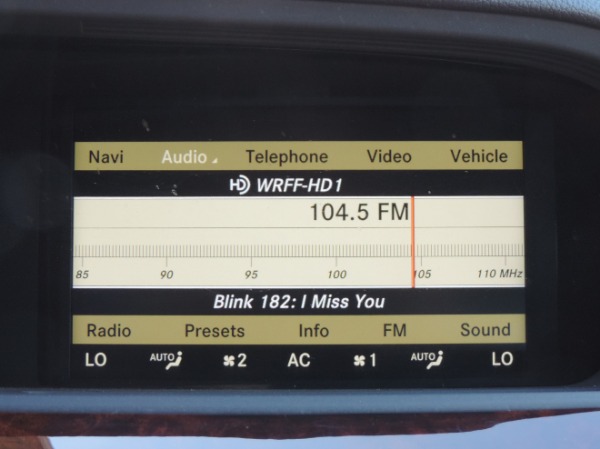 Navi Audio Telephone Video Vehicle
HD WRFF-HD1
104.5 FM
85 90 95 100 105 110 MHz
Blink 182: I Miss You
Radio Presets Info FM Sound
LO AUTO 2 AC 1 AUTO LO